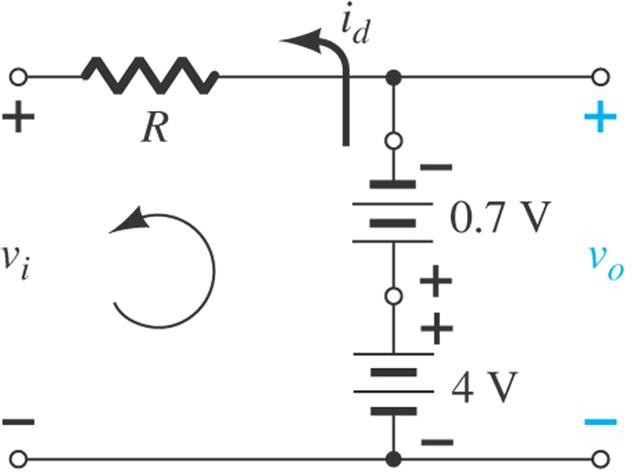 i_d
+ R +
−
0.7 V
v_i v_o
+
+
4 V
− − −